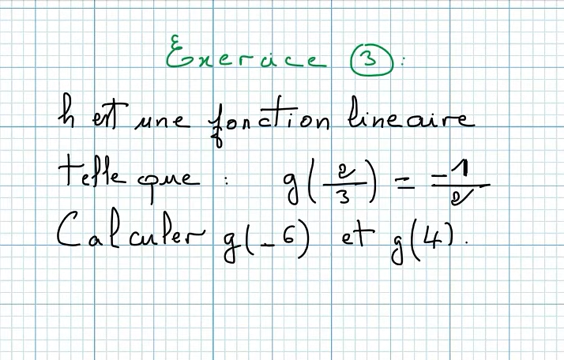 Exercice 3 :
h est une fonction lineaire
telle que : g(2/3) = -1/2
Calculer g(-6) et g(4).